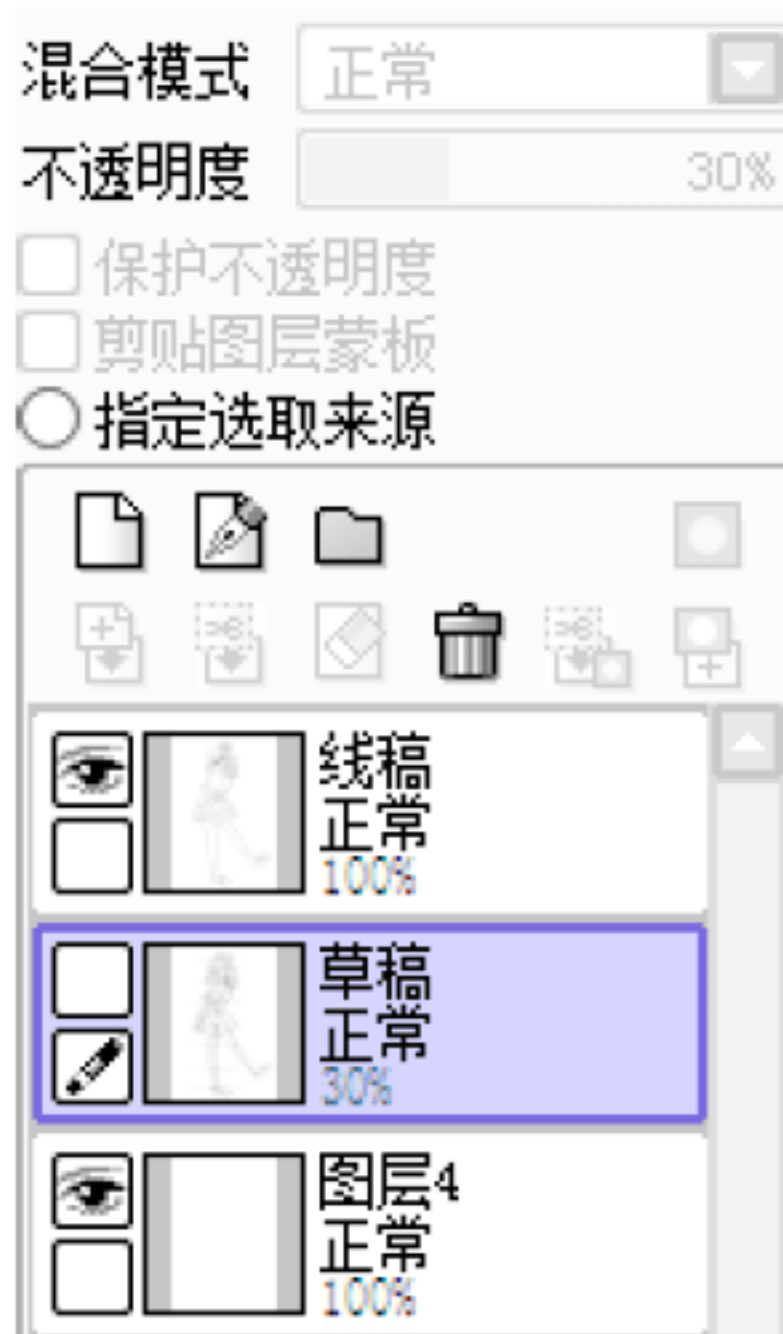 混合模式 正常
不透明度 30%
保护不透明度
剪贴图层蒙板
指定选取来源
线稿
正常
100%
草稿
正常
30%
图层4
正常
100%